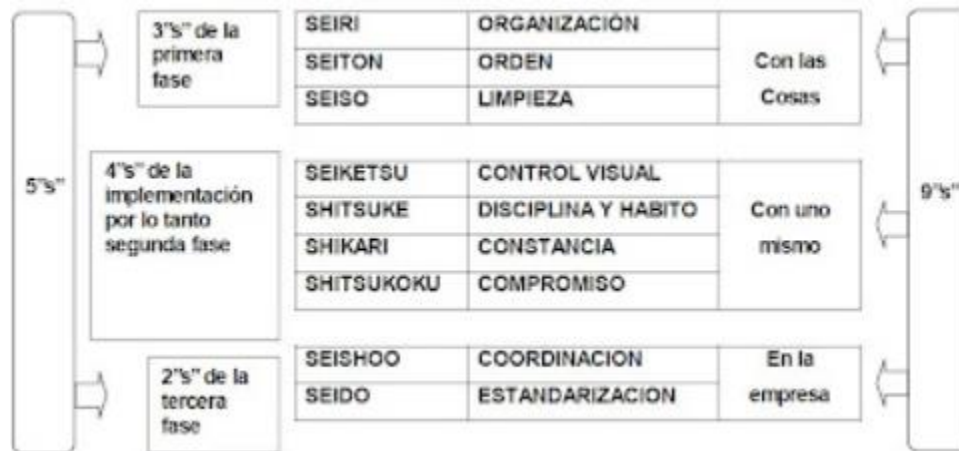 5"s"
3"s" de la
primera
fase
SEIRI ORGANIZACIÓN
SEITON ORDEN
SEISO LIMPIEZA
Con las
Cosas
4"s" de la
implementación
por lo tanto
segunda fase
SEIKETSU CONTROL VISUAL
SHITSUKE DISCIPLINA Y HABITO
SHIKARI CONSTANCIA
SHITSUKOKU COMPROMISO
Con uno
mismo
2"s" de la
tercera
fase
SEISHOO COORDINACION
SEIDO ESTANDARIZACION
En la
empresa
9"s"